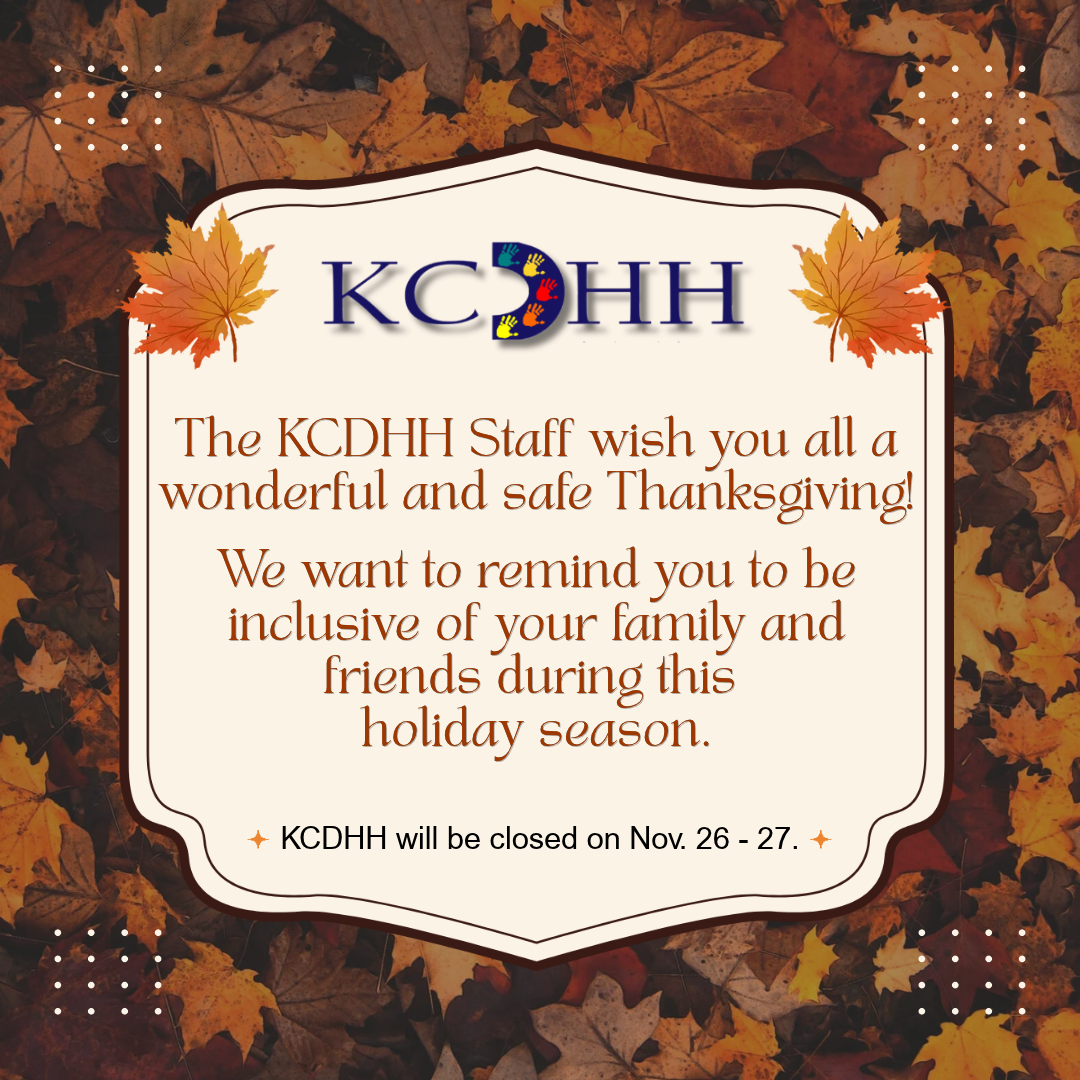 KCDHH
The KCDHH Staff wish you all a
wonderful and safe Thanksgiving!
We want to remind you to be
inclusive of your family and
friends during this
holiday season.
KCDHH will be closed on Nov. 26 - 27.